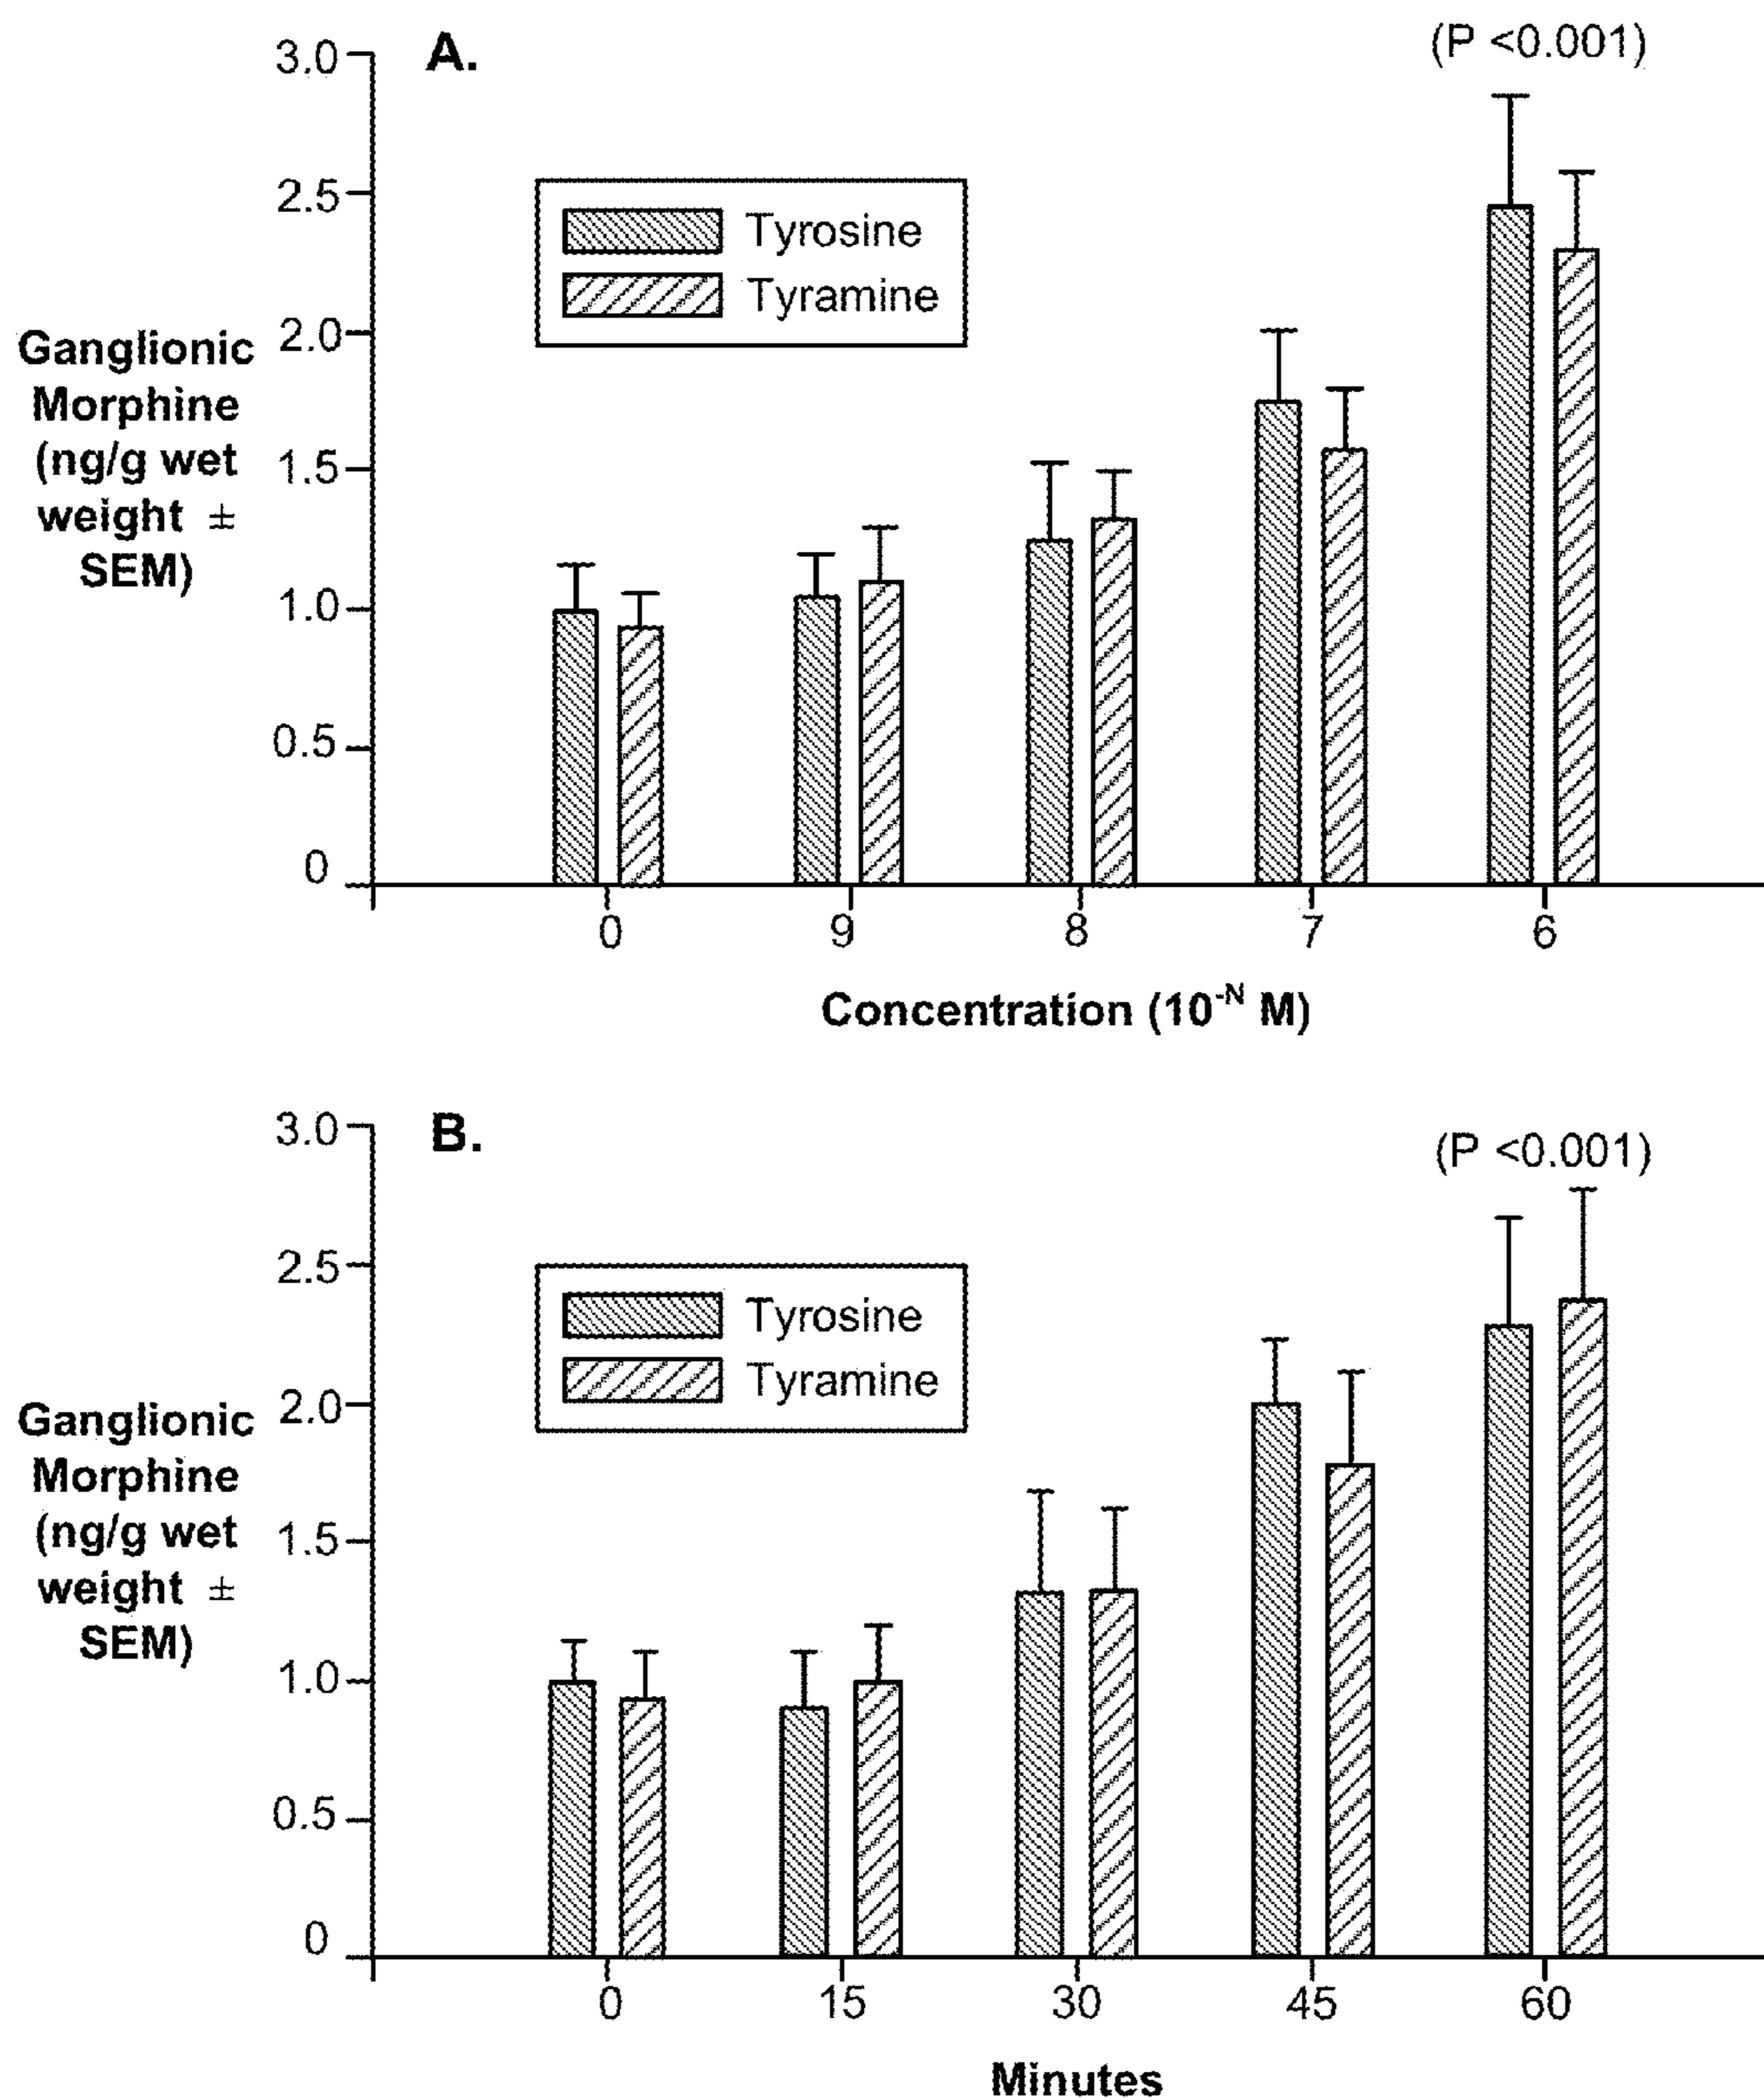 A.
(P <0.001)
3.0
2.5
2.0
1.5
1.0
0.5
0
Tyrosine
Tyramine
Ganglionic
Morphine
(ng/g wet
weight ±
SEM)
0 9 8 7 6
Concentration (10^-N M)
B.
(P <0.001)
3.0
2.5
2.0
1.5
1.0
0.5
0
Tyrosine
Tyramine
Ganglionic
Morphine
(ng/g wet
weight ±
SEM)
0 15 30 45 60
Minutes